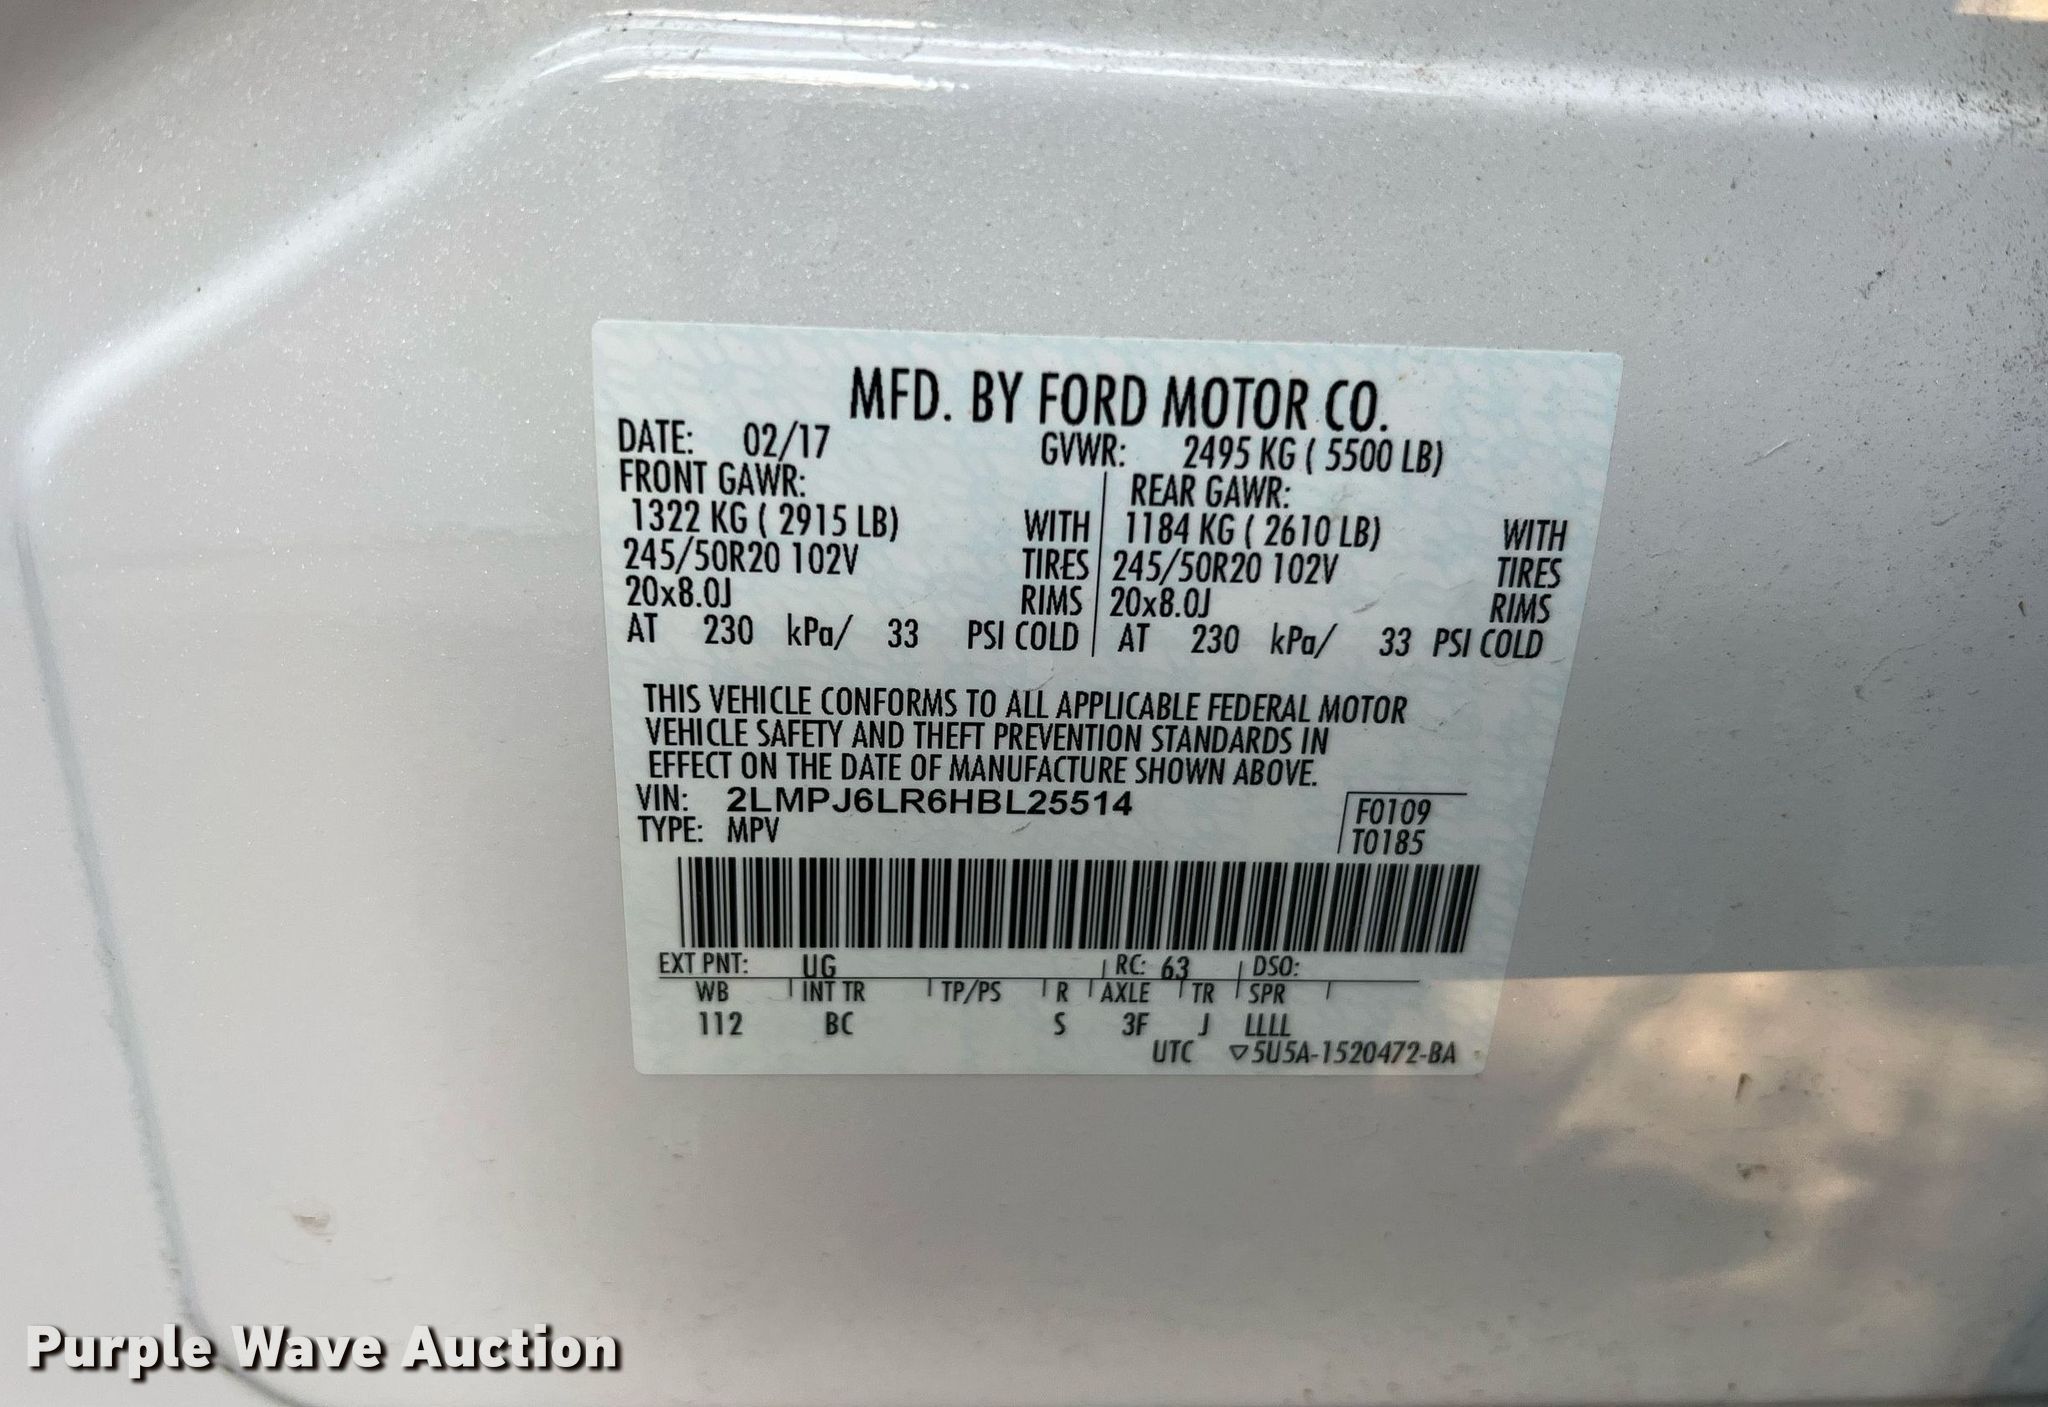 MFD. BY FORD MOTOR CO.
DATE: 02/17 GVWR: 2495 KG ( 5500 LB)
FRONT GAWR: REAR GAWR:
1322 KG ( 2915 LB) WITH 1184 KG ( 2610 LB) WITH
245/50R20 102V TIRES 245/50R20 102V TIRES
20x8.0J RIMS 20x8.0J RIMS
AT 230 kPa/ 33 PSI COLD AT 230 kPa/ 33 PSI COLD
THIS VEHICLE CONFORMS TO ALL APPLICABLE FEDERAL MOTOR
VEHICLE SAFETY AND THEFT PREVENTION STANDARDS IN
EFFECT ON THE DATE OF MANUFACTURE SHOWN ABOVE.
VIN: 2LMPJ6LR6HBL25514 F0109
TYPE: MPV T0185
EXT PNT: UG RC: 63 DSO:
WB INT TR TP/PS R AXLE TR SPR
112 BC S 3F J LLLL
UTC ▽5U5A-1520472-BA
Purple Wave Auction